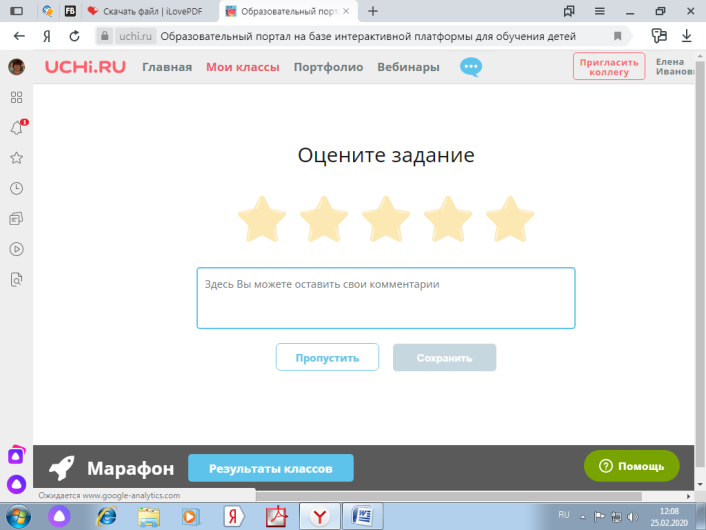 Скачать файл | iLovePDF
Образовательный порт
uchi.ru Образовательный портал на базе интерактивной платформы для обучения детей
UCHi.RU Главная Мои классы Портфолио Вебинары
Пригласить
коллегу
Елена
Иванов
1
Оцените задание
Здесь Вы можете оставить свои комментарии
Пропустить Сохранить
Марафон Результаты классов
? Помощь
Ожидается www.google-analytics.com
RU
12:08
25.02.2020